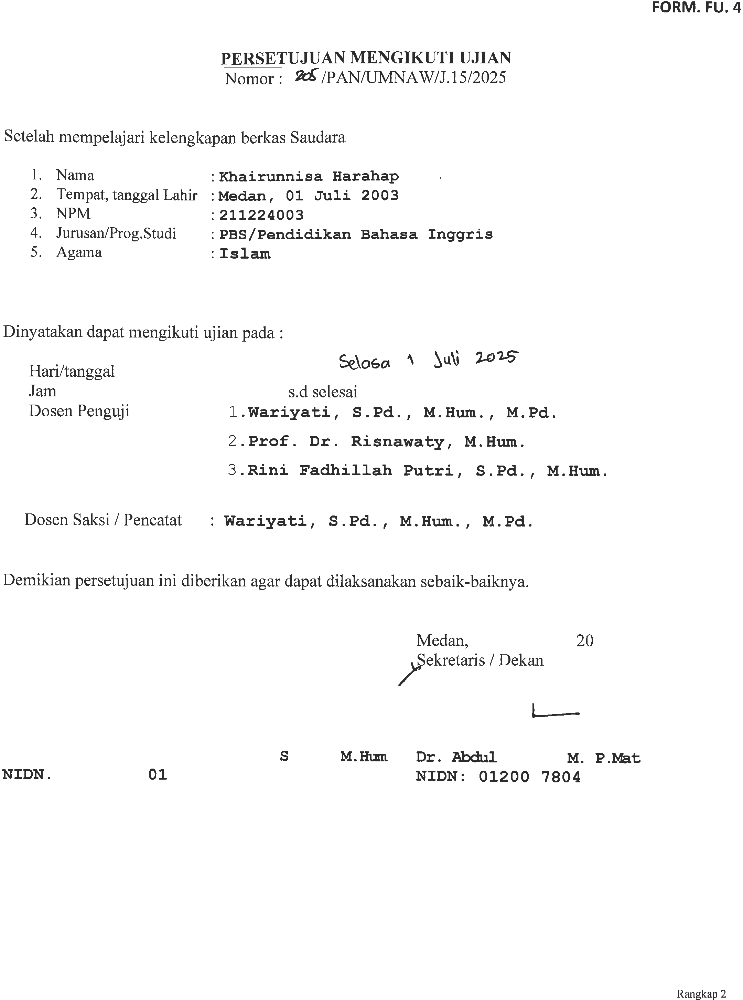 FORM. FU. 4
PERSETUJUAN MENGIKUTI UJIAN
Nomor : 205 /PAN/UMNAW/J.15/2025
Setelah mempelajari kelengkapan berkas Saudara
1. Nama : Khairunnisa Harahap
2. Tempat, tanggal Lahir : Medan, 01 Juli 2003
3. NPM : 211224003
4. Jurusan/Prog.Studi : PBS/Pendidikan Bahasa Inggris
5. Agama : Islam
Dinyatakan dapat mengikuti ujian pada :
Hari/tanggal Selasa 1 Juli 2025
Jam s.d selesai
Dosen Penguji 1.Wariyati, S.Pd., M.Hum., M.Pd.
2.Prof. Dr. Risnawaty, M.Hum.
3.Rini Fadhillah Putri, S.Pd., M.Hum.
Dosen Saksi / Pencatat : Wariyati, S.Pd., M.Hum., M.Pd.
Demikian persetujuan ini diberikan agar dapat dilaksanakan sebaik-baiknya.
Medan, 20
Sekretaris / Dekan
S M.Hum Dr. Abdul M. P.Mat
NIDN. 01 NIDN: 01200 7804
Rangkap 2